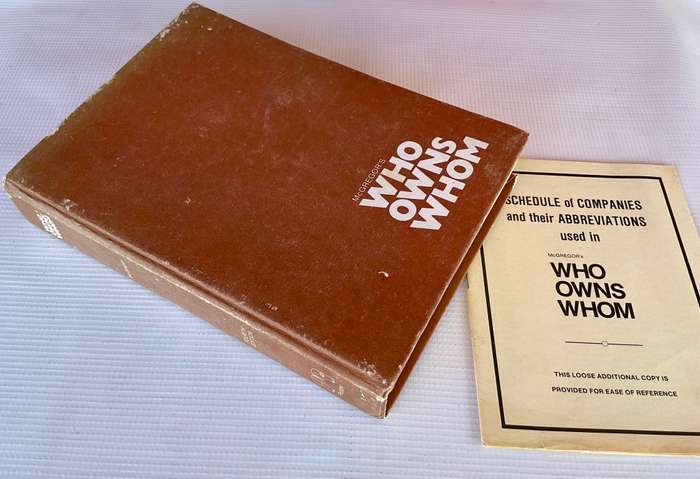 McGREGOR'S
WHO
OWNS
WHOM
SCHEDULE of COMPANIES
and their ABBREVIATIONS
used in
McGREGOR's
WHO
OWNS
WHOM
THIS LOOSE ADDITIONAL COPY IS
PROVIDED FOR EASE OF REFERENCE